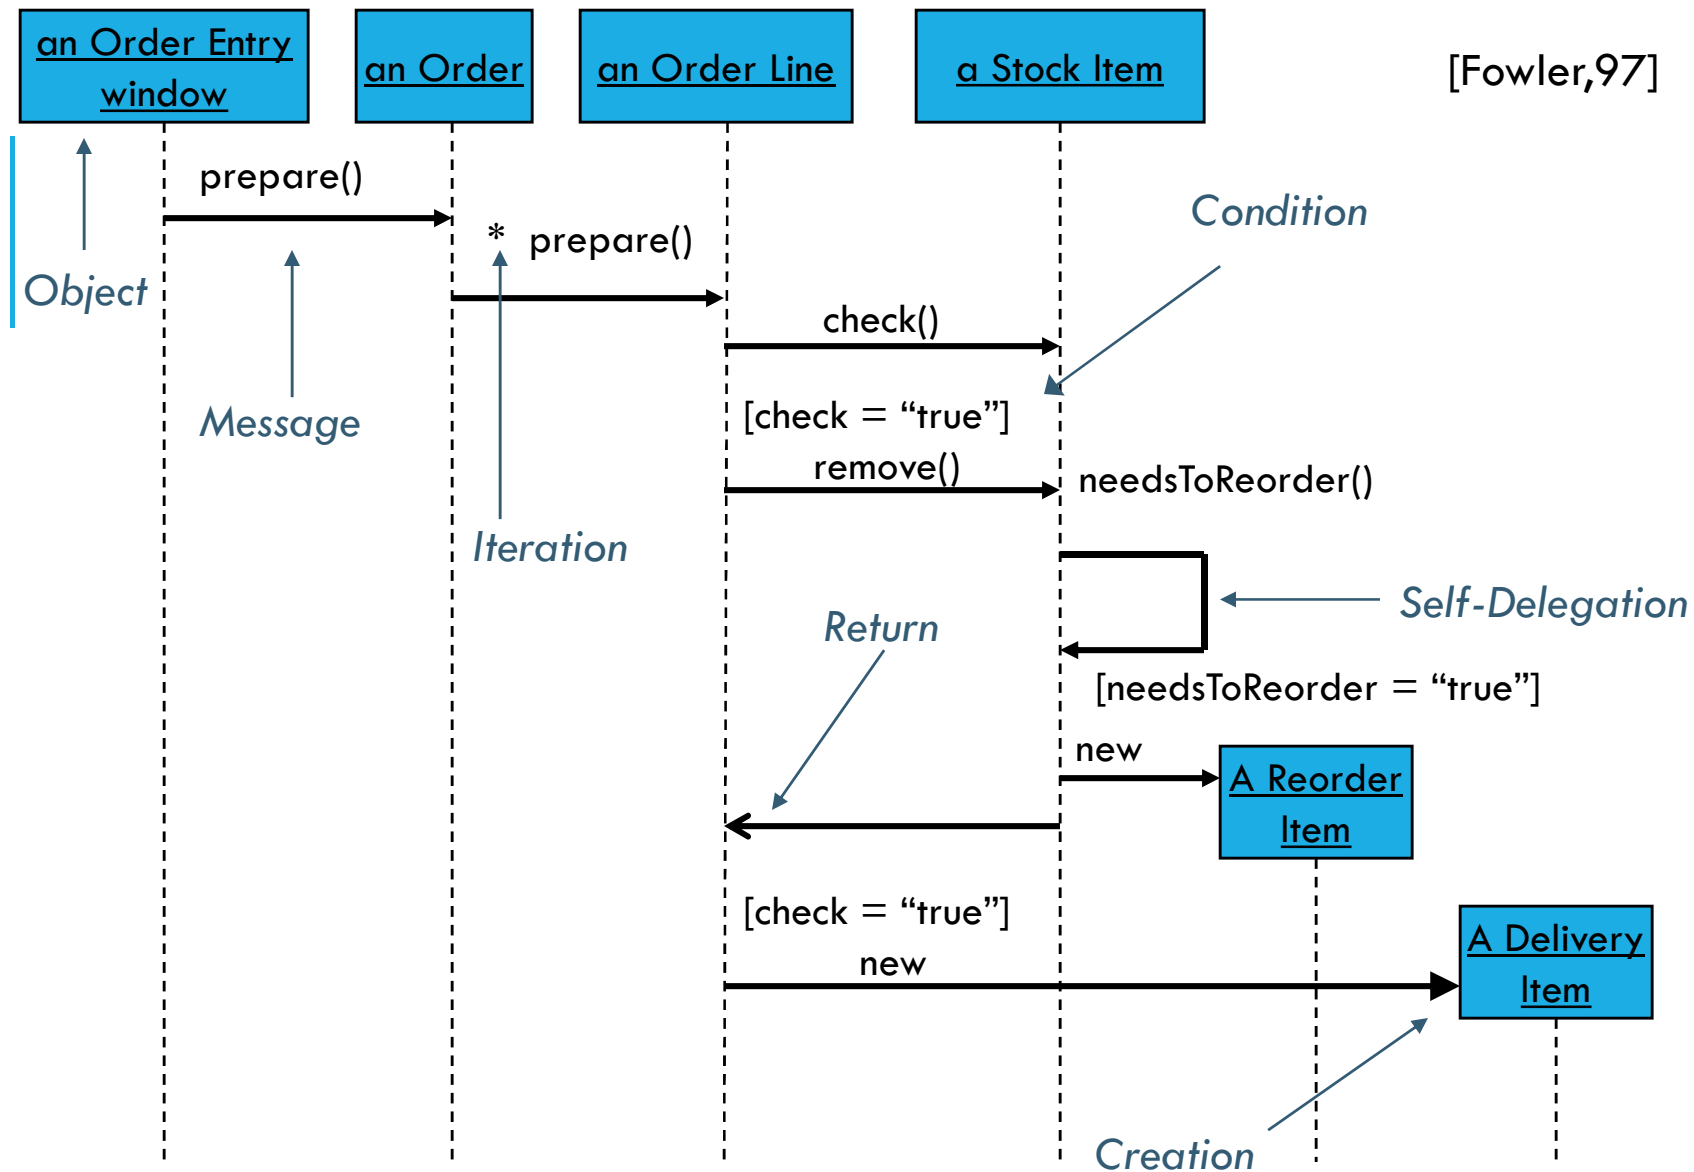 an Order Entry
window
an Order
an Order Line
a Stock Item
[Fowler,97]
prepare()
Condition
* prepare()
Object
check()
Message
[check = “true”]
remove()
needsToReorder()
Iteration
Self-Delegation
Return
[needsToReorder = “true”]
new
A Reorder
Item
[check = “true”]
new
A Delivery
Item
Creation